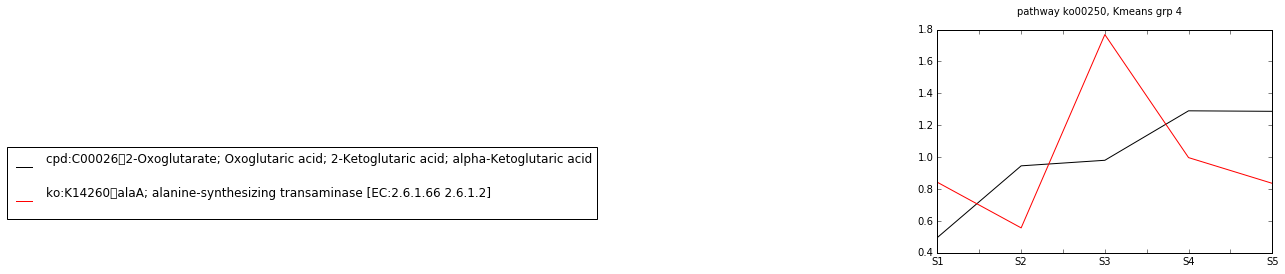 pathway ko00250, Kmeans grp 4
1.8
1.6
1.4
1.2
1.0
0.8
0.6
0.4
S1 S2 S3 S4 S5
cpd:C00026▯2-Oxoglutarate; Oxoglutaric acid; 2-Ketoglutaric acid; alpha-Ketoglutaric acid
ko:K14260▯alaA; alanine-synthesizing transaminase [EC:2.6.1.66 2.6.1.2]